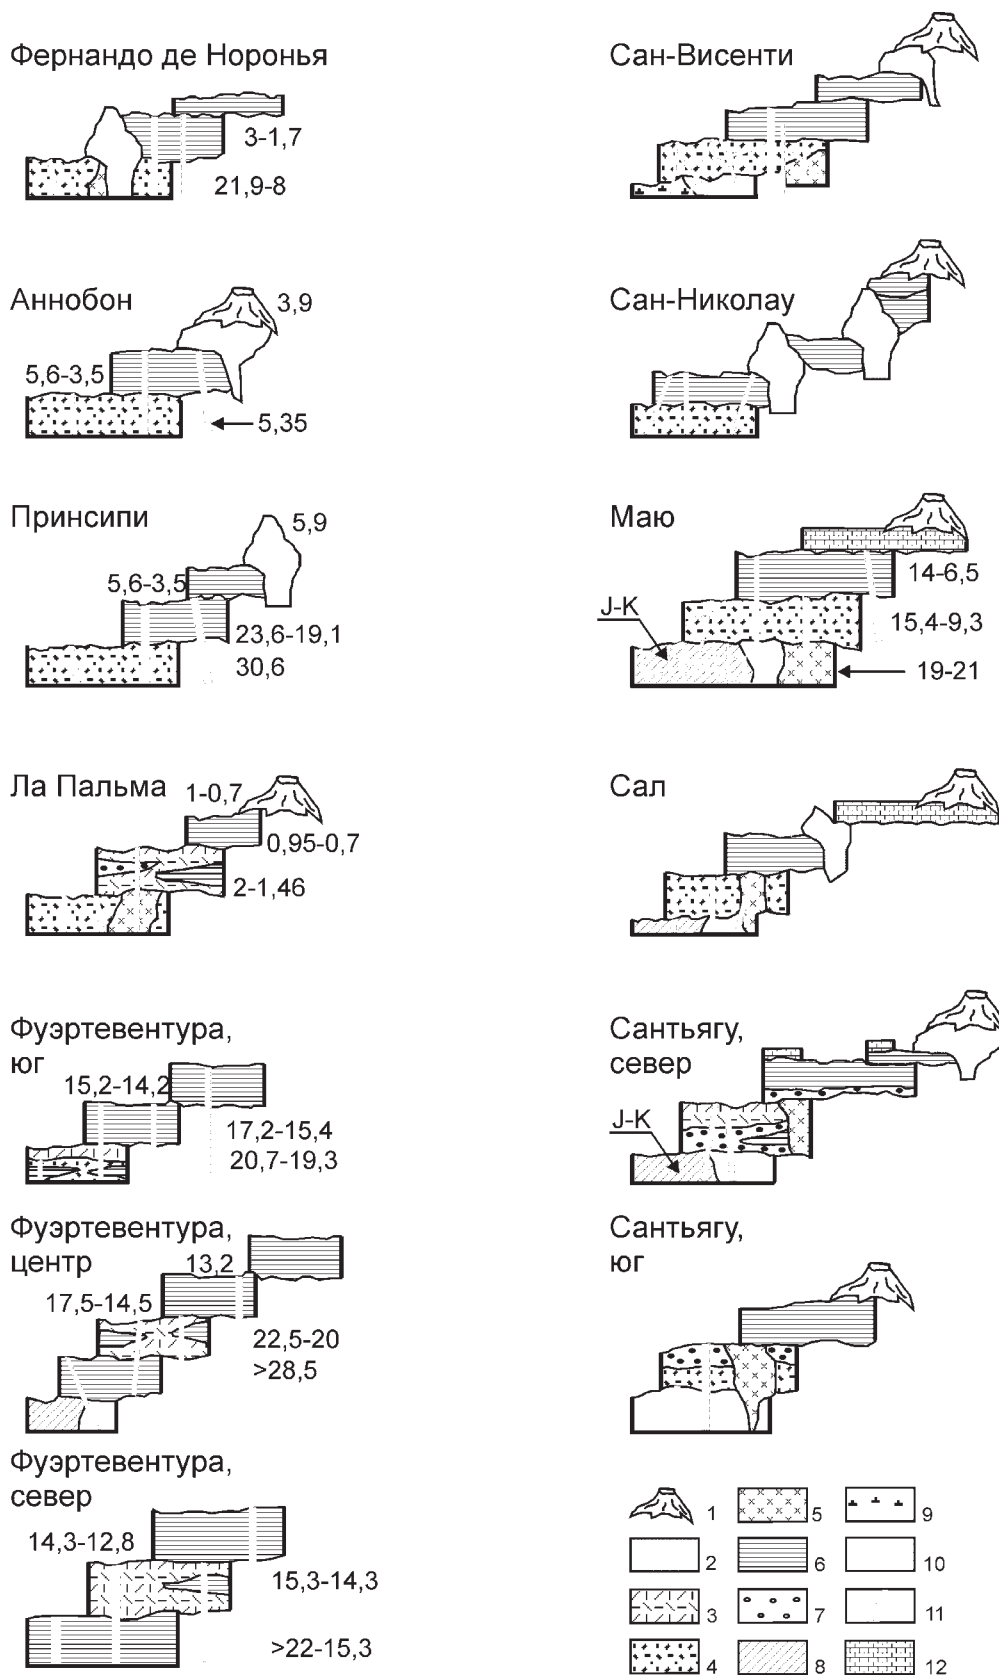 Фернандо де Норонья
3-1,7
21,9-8
Аннобон
3,9
5,6-3,5
5,35
Принсипи
5,9
5,6-3,5
23,6-19,1
30,6
Ла Пальма
1-0,7
0,95-0,7
2-1,46
Фуэртевентура,
юг
15,2-14,2
17,2-15,4
20,7-19,3
Фуэртевентура,
центр
13,2
17,5-14,5
22,5-20
>28,5
Фуэртевентура,
север
14,3-12,8
15,3-14,3
>22-15,3
Сан-Висенти
Сан-Николау
Маю
14-6,5
J-K
15,4-9,3
19-21
Сал
Сантьягу,
север
J-K
Сантьягу,
юг
1 5 9
2 6 10
3 7 11
4 8 12